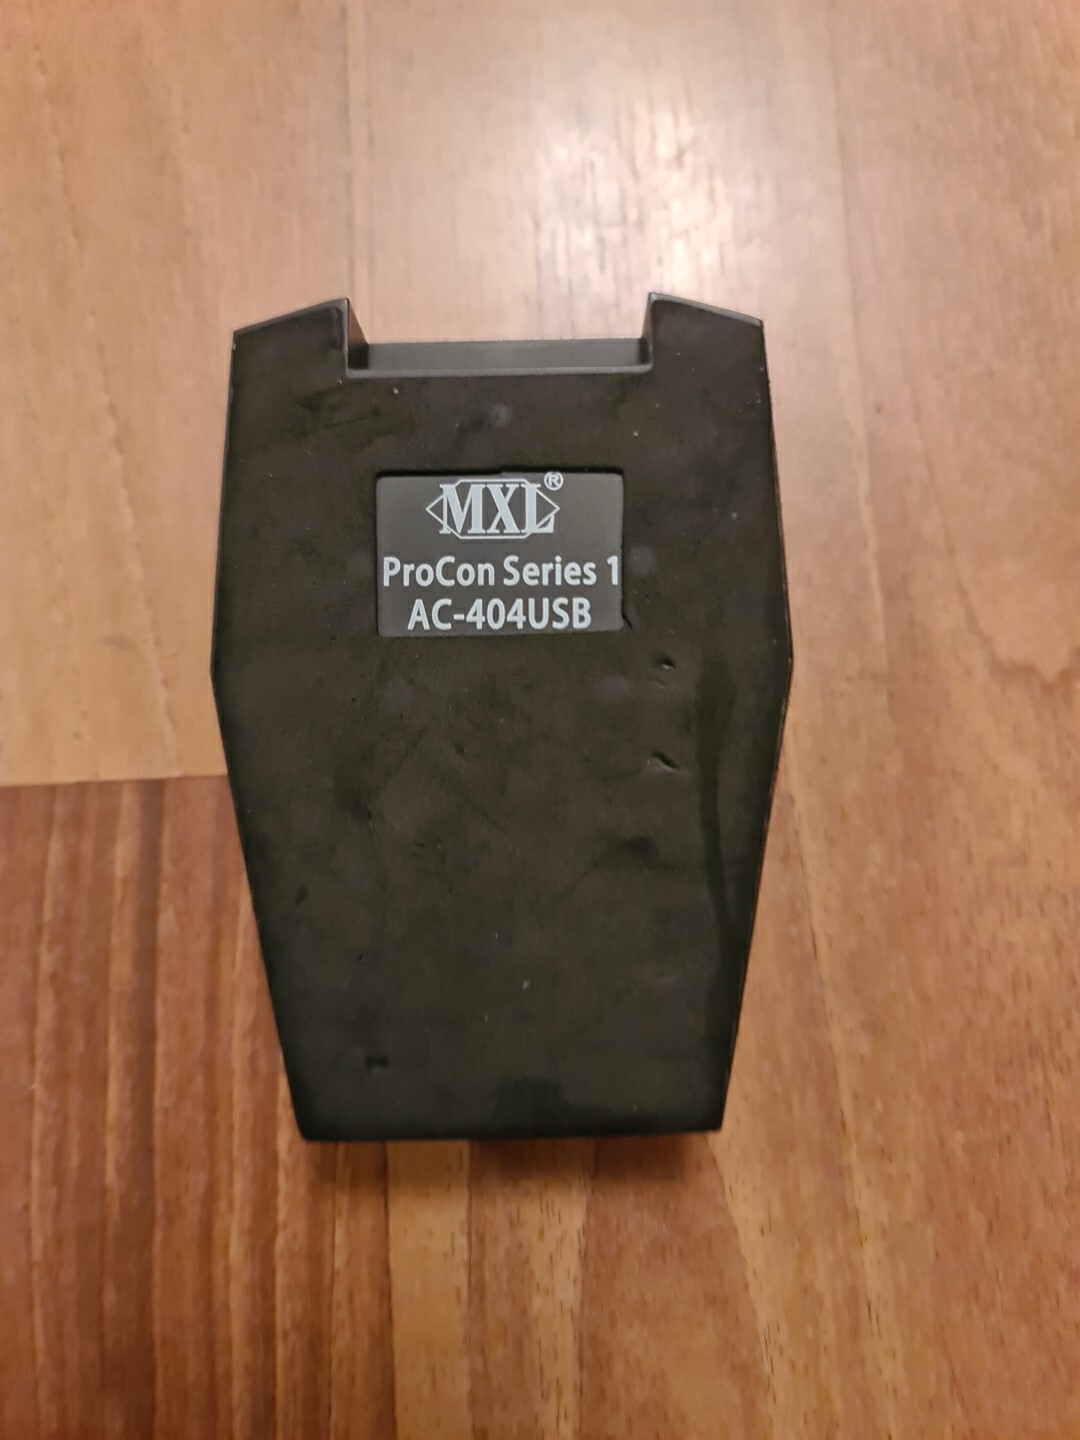 MXL®
ProCon Series 1
AC-404USB